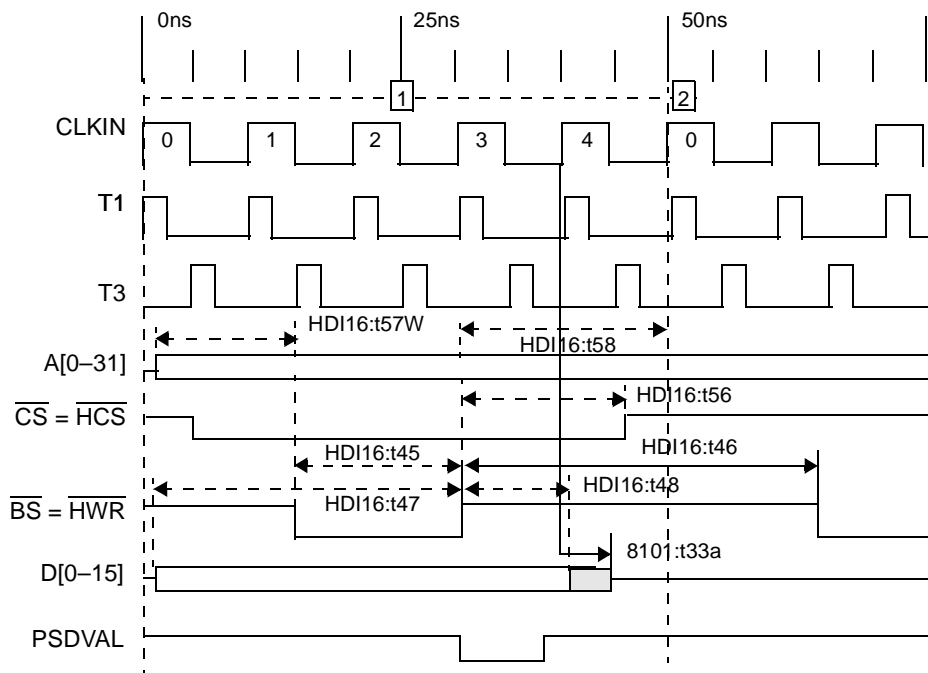 0ns 25ns 50ns
1 2
CLKIN 0 1 2 3 4 0
T1
T3
HDI16:t57W
HDI16:t58
A[0–31]
HDI16:t56
CS = HCS
HDI16:t46
HDI16:t45
HDI16:t48
HDI16:t47
BS = HWR
8101:t33a
D[0–15]
PSDVAL